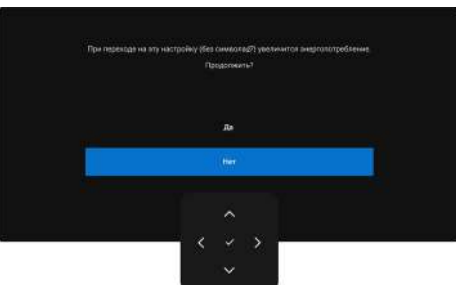 При переходе на эту настройку (без символа) увеличится энергопотребление.
Продолжить?
Да
Нет